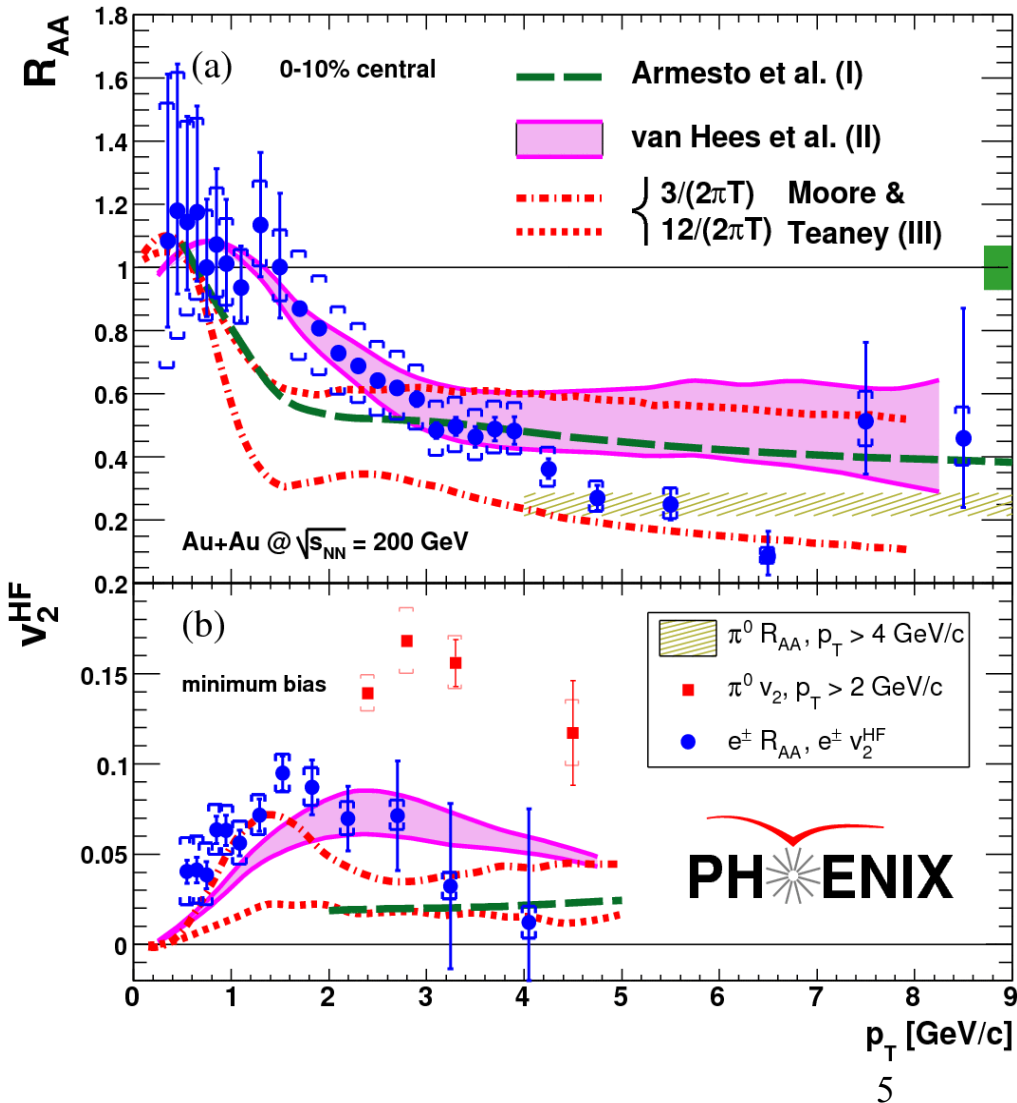 1.8
1.6
1.4
1.2
1
0.8
0.6
0.4
0.2
R_AA
(a)
0-10% central
Armesto et al. (I)
van Hees et al. (II)
3/(2πT)
12/(2πT)
Moore &
Teaney (III)
Au+Au @ √s_NN = 200 GeV
0.2
0.15
0.1
0.05
0
v_2^HF
(b)
minimum bias
π⁰ R_AA, p_T > 4 GeV/c
π⁰ v₂, p_T > 2 GeV/c
e± R_AA, e± v_2^HF
PHENIX
0 1 2 3 4 5 6 7 8 9
p_T [GeV/c]
5